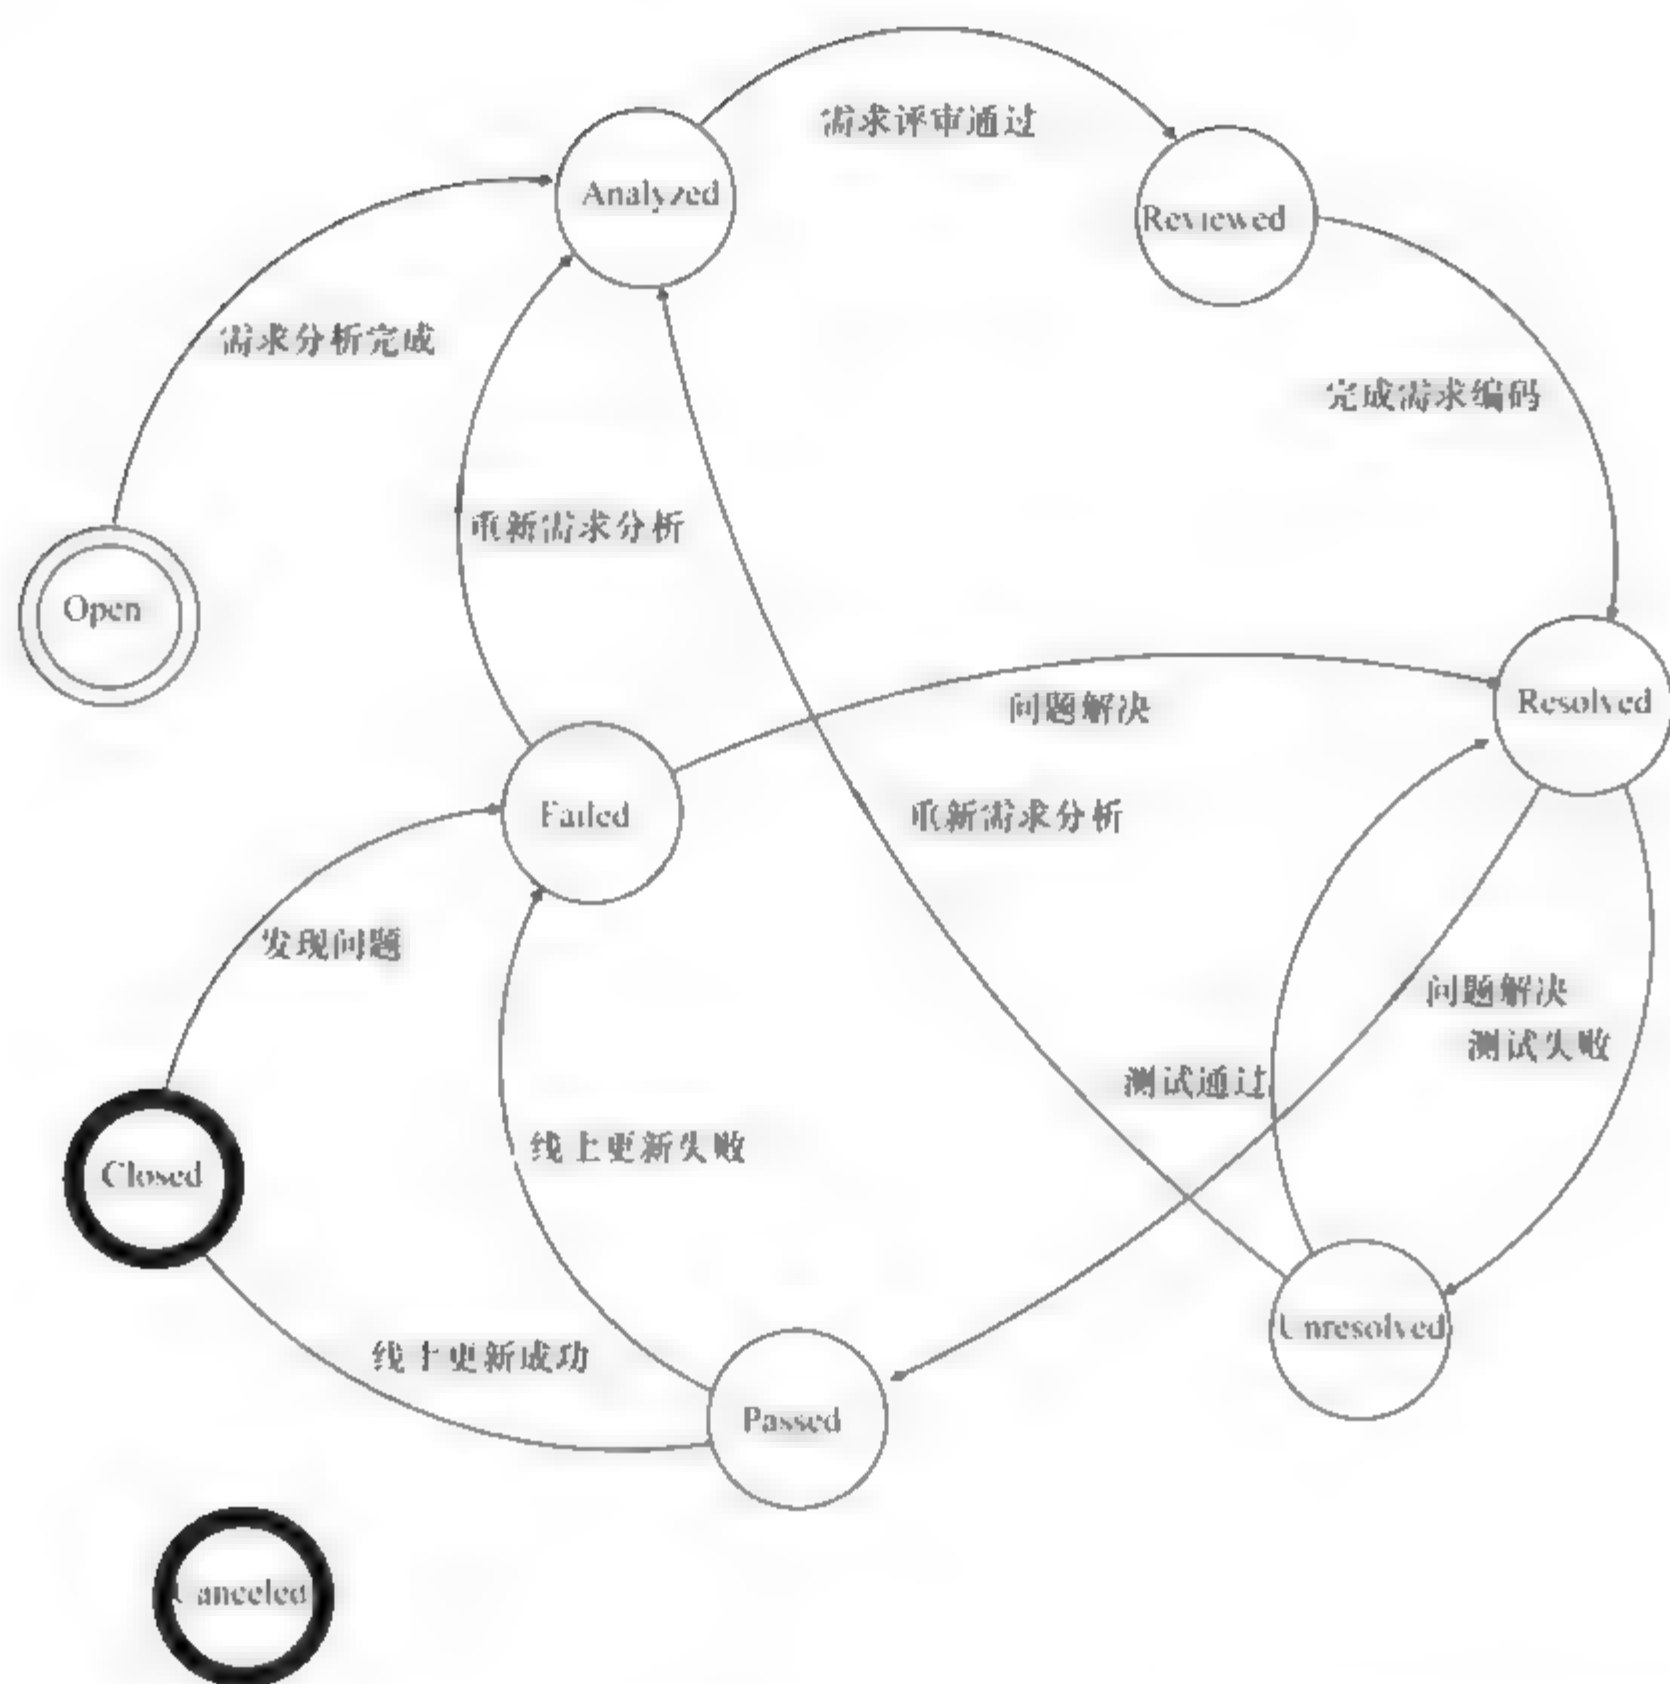 需求评审通过
Analyzed
Reviewed
需求分析完成
完成需求编码
重新需求分析
Open
Resolved
问题解决
Failed
重新需求分析
发现问题
问题解决
测试失败
测试通过
线上更新失败
Closed
Unresolved
线上更新成功
Passed
Canceled